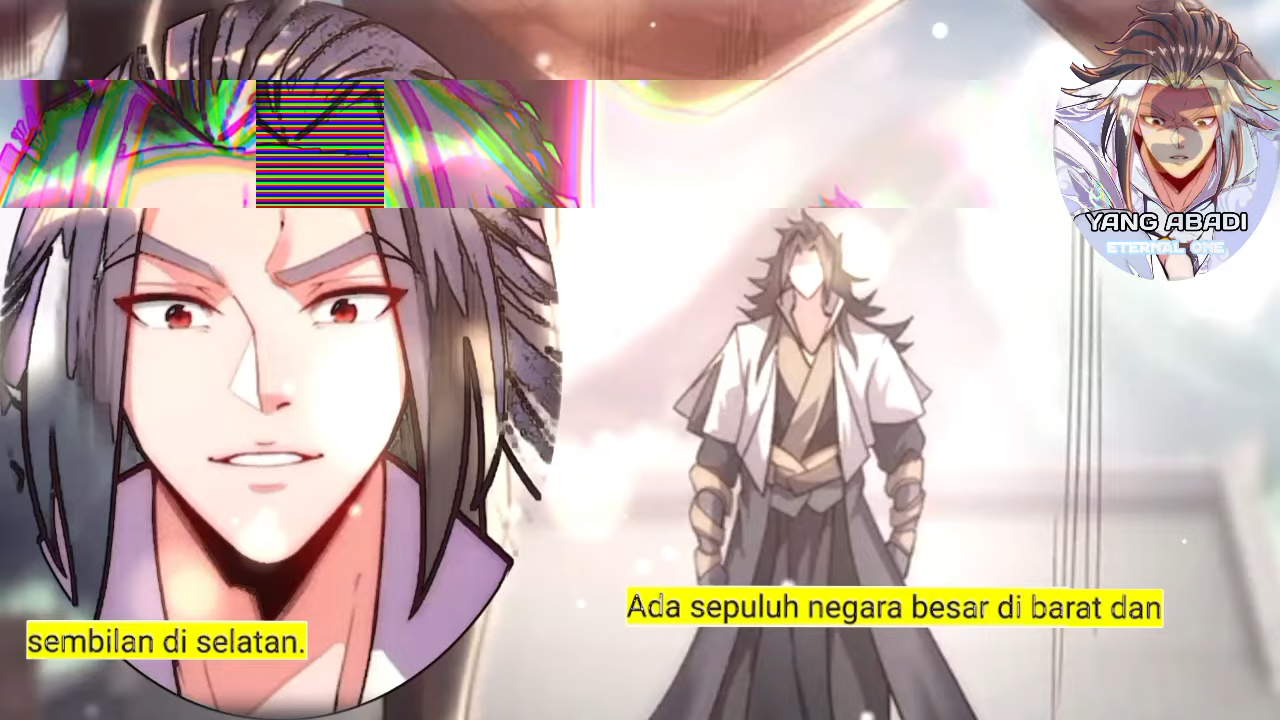 YANG ABADI
ETERNAL ONE
Ada sepuluh negara besar di barat dan
sembilan di selatan.